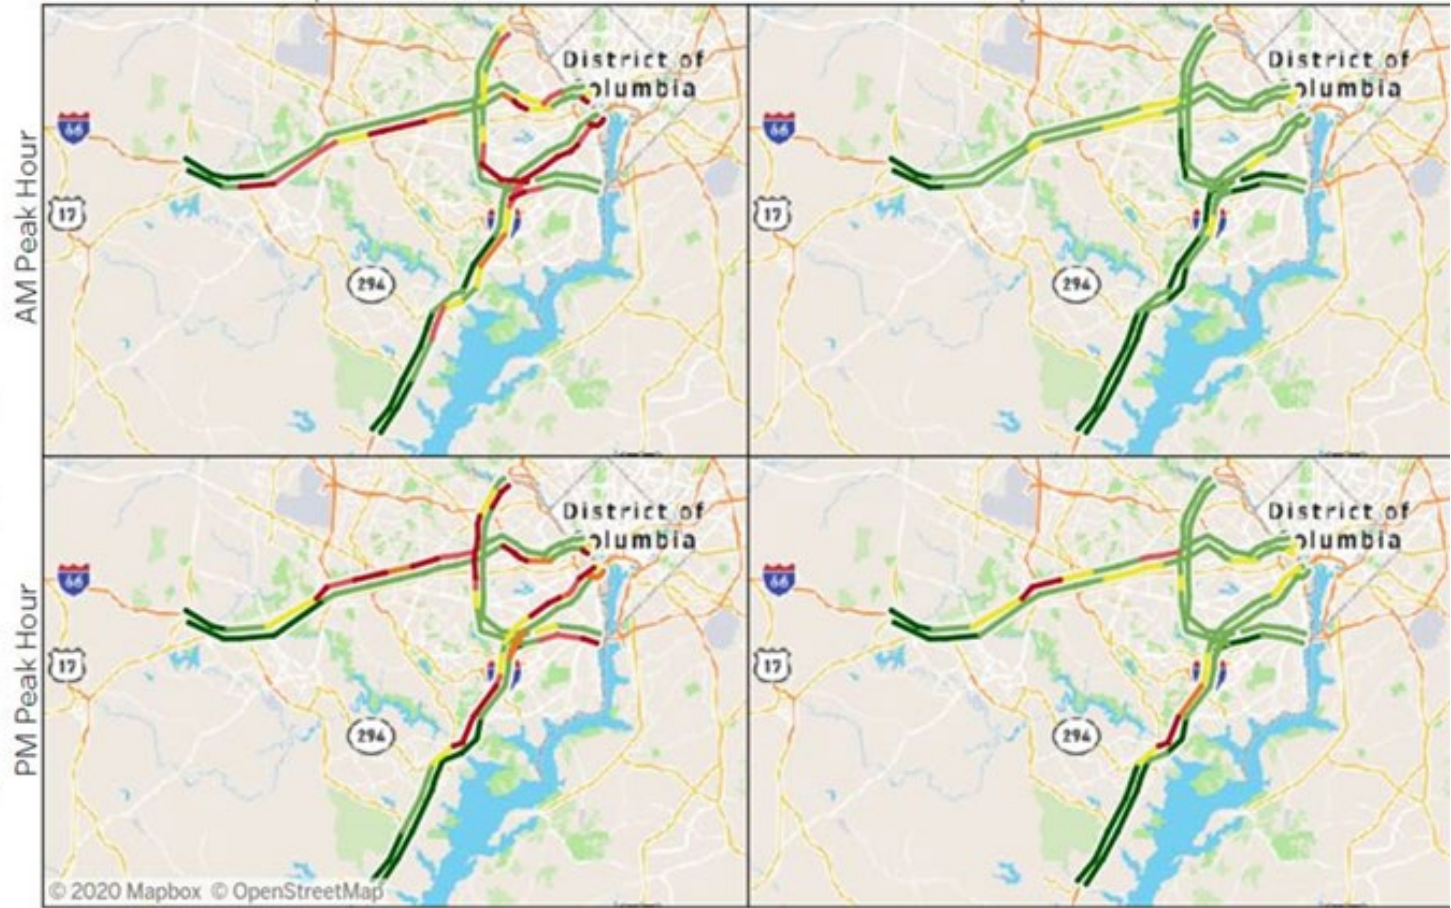 AM Peak Hour
District of
olumbia
66
17
294
District of
olumbia
66
17
294
PM Peak Hour
District of
olumbia
66
17
294
© 2020 Mapbox © OpenStreetMap
District of
olumbia
66
17
294